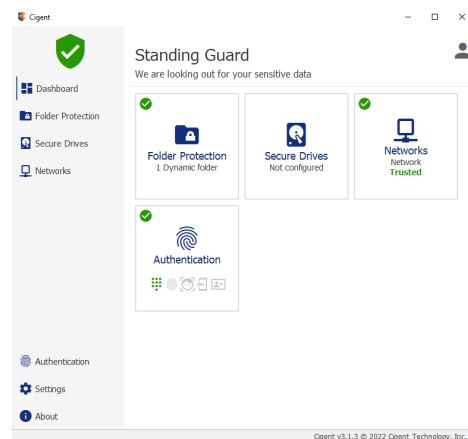 Cigent
Standing Guard
We are looking out for your sensitive data
Dashboard
Folder Protection
Secure Drives
Networks
Folder Protection
1 Dynamic folder
Secure Drives
Not configured
Networks
Network
Trusted
Authentication
Authentication
Settings
About
Cigent v3.1.3 © 2022 Cigent Technology, Inc.